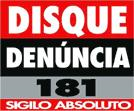 DISQUE
DENÚNCIA
181
SIGILO ABSOLUTO